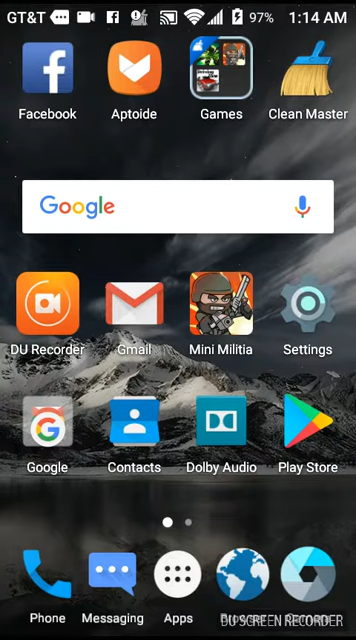 GT&T 97% 1:14 AM
Facebook Aptoide Games Clean Master
Google
DU Recorder Gmail Mini Militia Settings
Google Contacts Dolby Audio Play Store
Phone Messaging Apps
DU SCREEN RECORDER